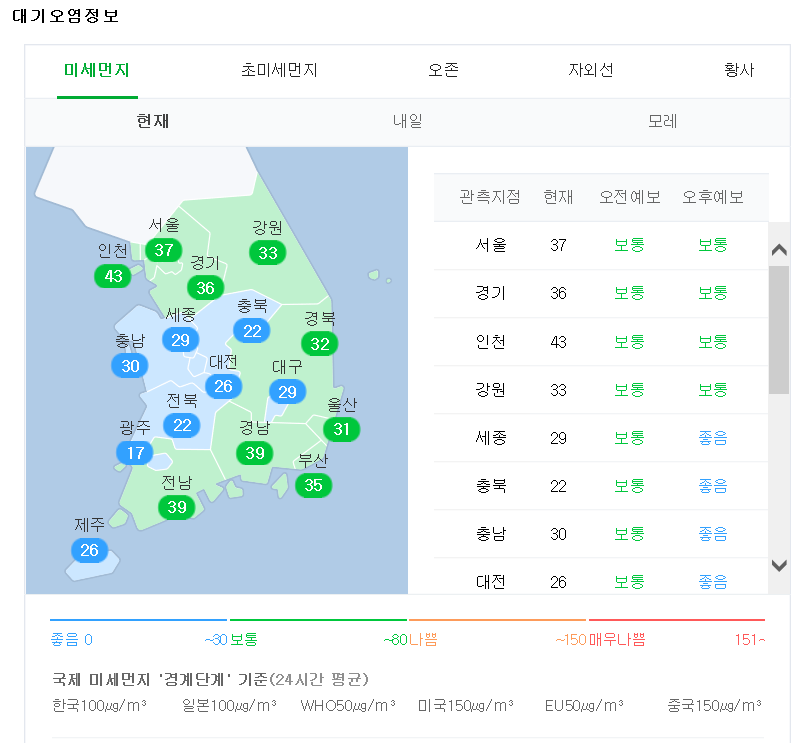 대기오염정보
미세먼지 초미세먼지 오존 자외선 황사
현재 내일 모레
서울
37
강원
33
인천
43
경기
36
세종
29
충북
22
경북
32
충남
30
대전
26
대구
29
전북
22
울산
31
광주
17
경남
39
부산
35
전남
39
제주
26
관측지점 현재 오전예보 오후예보
서울 37 보통 보통
경기 36 보통 보통
인천 43 보통 보통
강원 33 보통 보통
세종 29 보통 좋음
충북 22 보통 좋음
충남 30 보통 좋음
대전 26 보통 좋음
좋음 0 ~30 보통 ~80 나쁨 ~150 매우나쁨 151~
국제 미세먼지 '경계단계' 기준(24시간 평균)
한국100㎍/m³ 일본100㎍/m³ WHO50㎍/m³ 미국150㎍/m³ EU50㎍/m³ 중국150㎍/m³